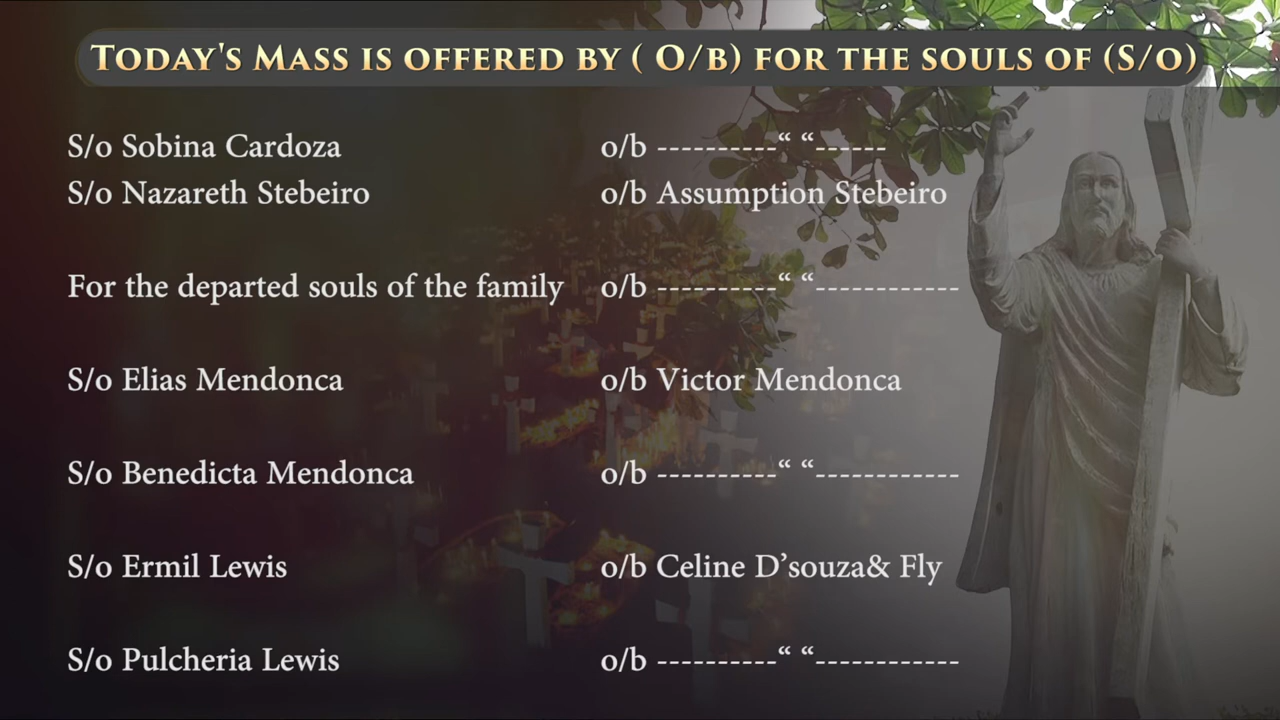 TODAY'S MASS IS OFFERED BY ( O/B) FOR THE SOULS OF (S/O)
S/o Sobina Cardoza o/b ----------“ “------
S/o Nazareth Stebeiro o/b Assumption Stebeiro
For the departed souls of the family o/b ----------“ “------------
S/o Elias Mendonca o/b Victor Mendonca
S/o Benedicta Mendonca o/b ----------“ “------------
S/o Ermil Lewis o/b Celine D’souza& Fly
S/o Pulcheria Lewis o/b ----------“ “------------